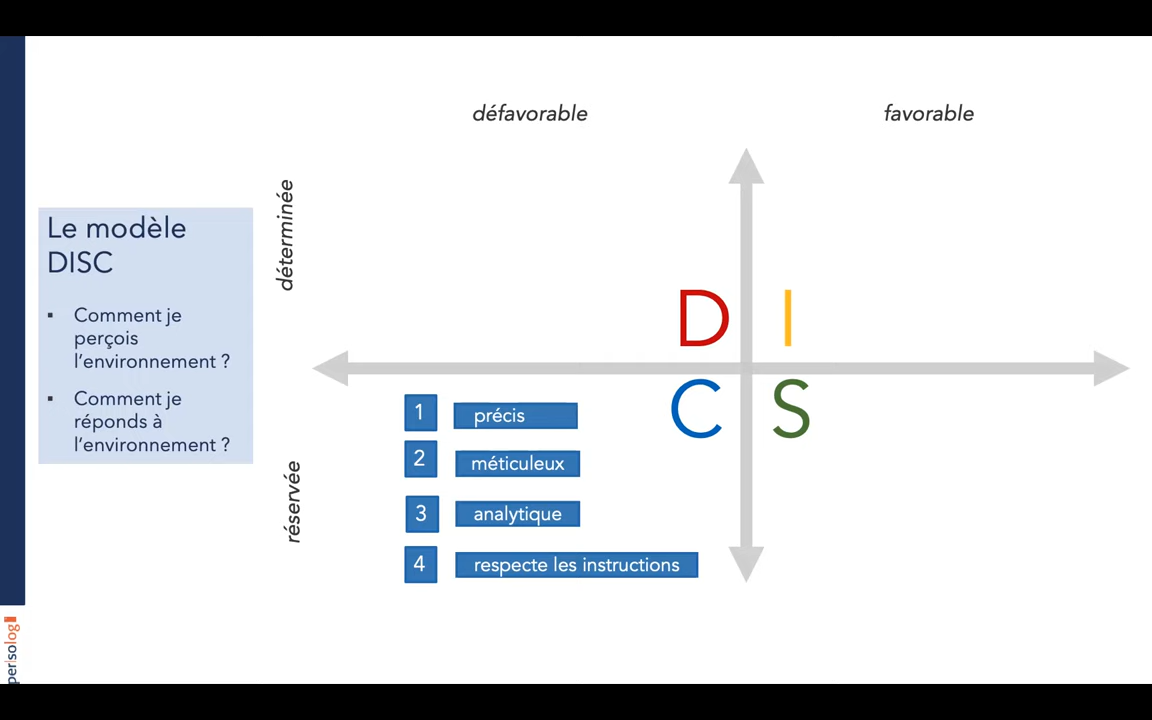 défavorable
favorable
déterminée
Le modèle
DISC
▪ Comment je
perçois
l'environnement ?
▪ Comment je
réponds à
l'environnement ?
D I
C S
1 précis
2 méticuleux
3 analytique
4 respecte les instructions
réservée
persolog